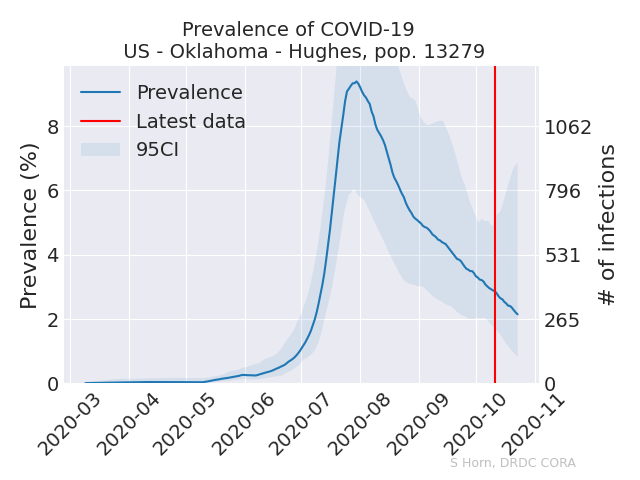 Prevalence of COVID-19
US - Oklahoma - Hughes, pop. 13279
Prevalence
Latest data
95CI
Prevalence (%)
8
6
4
2
0
1062
796
531
265
0
# of infections
2020-03
2020-04
2020-05
2020-06
2020-07
2020-08
2020-09
2020-10
2020-11
S Horn, DRDC CORA